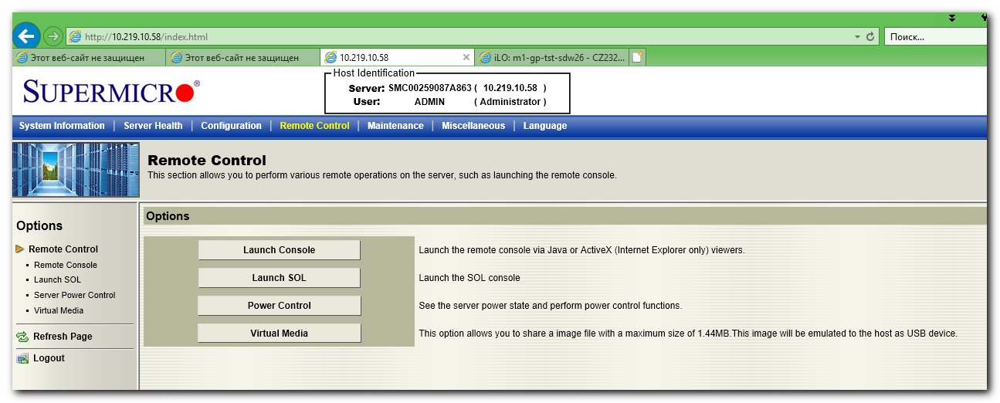 http://10.219.10.58/index.html
Поиск...
Этот веб-сайт не защищен
Этот веб-сайт не защищен
10.219.10.58
iLO: m1-gp-tst-sdw26 - CZ232...
SUPERMICRO®
Host Identification
Server: SMC00259087A863 ( 10.219.10.58 )
User: ADMIN ( Administrator )
System Information | Server Health | Configuration | Remote Control | Maintenance | Miscellaneous | Language
Remote Control
This section allows you to perform various remote operations on the server, such as launching the remote console.
Options
Remote Control
Remote Console
Launch SOL
Server Power Control
Virtual Media
Refresh Page
Logout
Options
Launch Console Launch the remote console via Java or ActiveX (Internet Explorer only) viewers.
Launch SOL Launch the SOL console
Power Control See the server power state and perform power control functions.
Virtual Media This option allows you to share a image file with a maximum size of 1.44MB.This image will be emulated to the host as USB device.